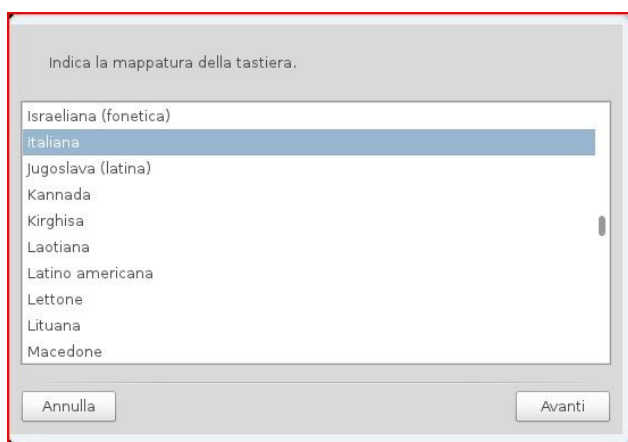 Indica la mappatura della tastiera.
Israeliana (fonetica)
Italiana
Jugoslava (latina)
Kannada
Kirghisa
Laotiana
Latino americana
Lettone
Lituana
Macedone
Annulla
Avanti